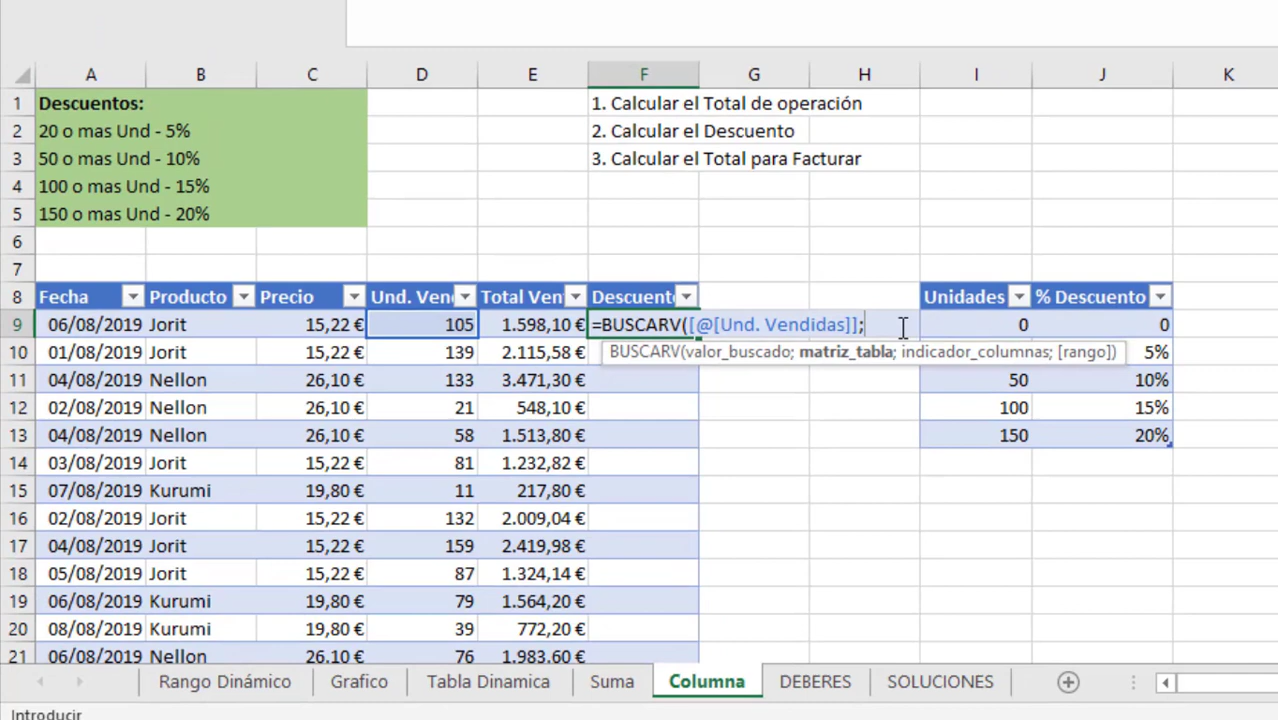 A B C D E F G H I J K
1 Descuentos: 1. Calcular el Total de operación
2 20 o mas Und - 5% 2. Calcular el Descuento
3 50 o mas Und - 10% 3. Calcular el Total para Facturar
4 100 o mas Und - 15%
5 150 o mas Und - 20%
6
7
8 Fecha Producto Precio Und. Ven Total Ven Descuent Unidades % Descuento
9 06/08/2019 Jorit 15,22 € 105 1.598,10 € =BUSCARV([@[Und. Vendidas]]; 0 0
10 01/08/2019 Jorit 15,22 € 139 2.115,58 € BUSCARV(valor_buscado; matriz_tabla; indicador_columnas; [rango]) 5%
11 04/08/2019 Nellon 26,10 € 133 3.471,30 € 50 10%
12 02/08/2019 Nellon 26,10 € 21 548,10 € 100 15%
13 04/08/2019 Nellon 26,10 € 58 1.513,80 € 150 20%
14 03/08/2019 Jorit 15,22 € 81 1.232,82 €
15 07/08/2019 Kurumi 19,80 € 11 217,80 €
16 02/08/2019 Jorit 15,22 € 132 2.009,04 €
17 04/08/2019 Jorit 15,22 € 159 2.419,98 €
18 05/08/2019 Jorit 15,22 € 87 1.324,14 €
19 06/08/2019 Kurumi 19,80 € 79 1.564,20 €
20 08/08/2019 Kurumi 19,80 € 39 772,20 €
21 06/08/2019 Nellon 26,10 € 76 1.983,60 €
Rango Dinámico Grafico Tabla Dinamica Suma Columna DEBERES SOLUCIONES
Introducir